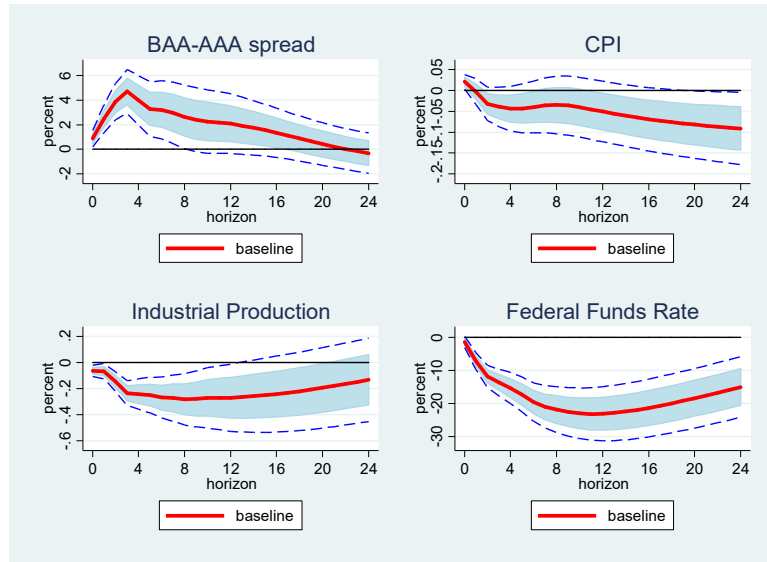 BAA-AAA spread
percent
6
4
2
0
-2
0 4 8 12 16 20 24
horizon
baseline
CPI
percent
.05
0
-.05
-.1
-.15
-.2
0 4 8 12 16 20 24
horizon
baseline
Industrial Production
percent
.2
0
-.2
-.4
-.6
0 4 8 12 16 20 24
horizon
baseline
Federal Funds Rate
percent
0
-10
-20
-30
0 4 8 12 16 20 24
horizon
baseline